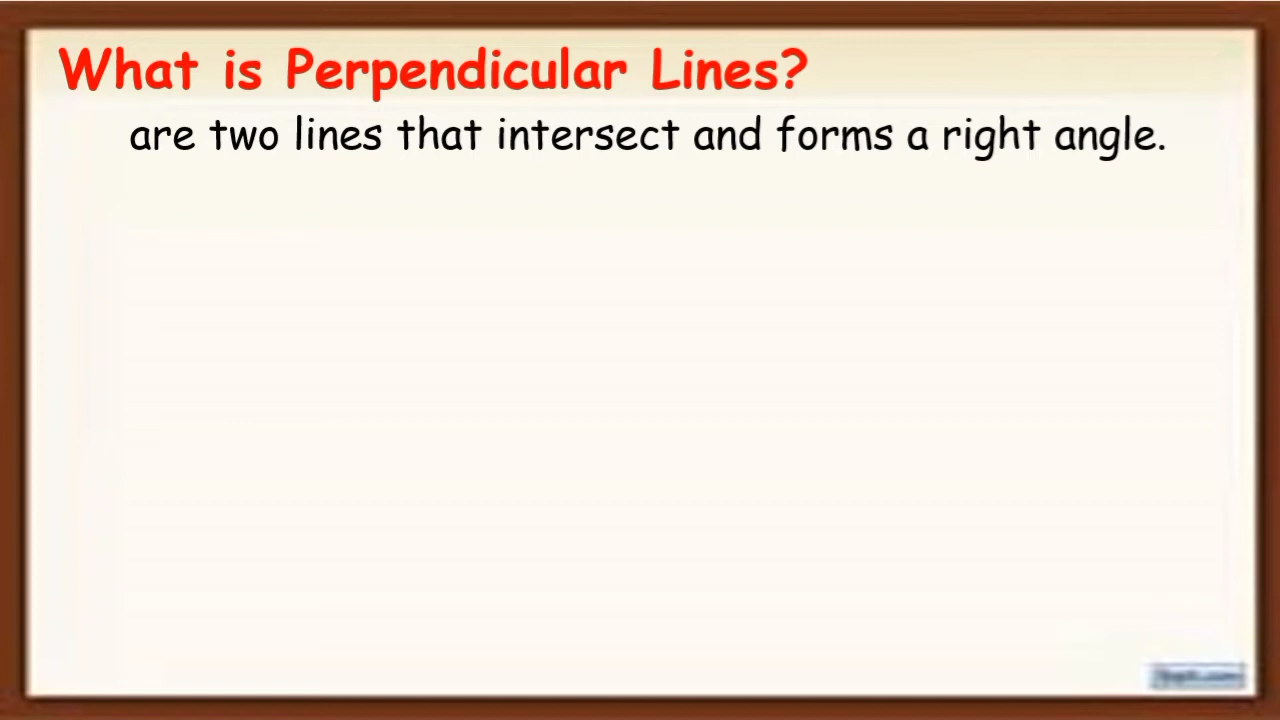 What is Perpendicular Lines?
are two lines that intersect and forms a right angle.